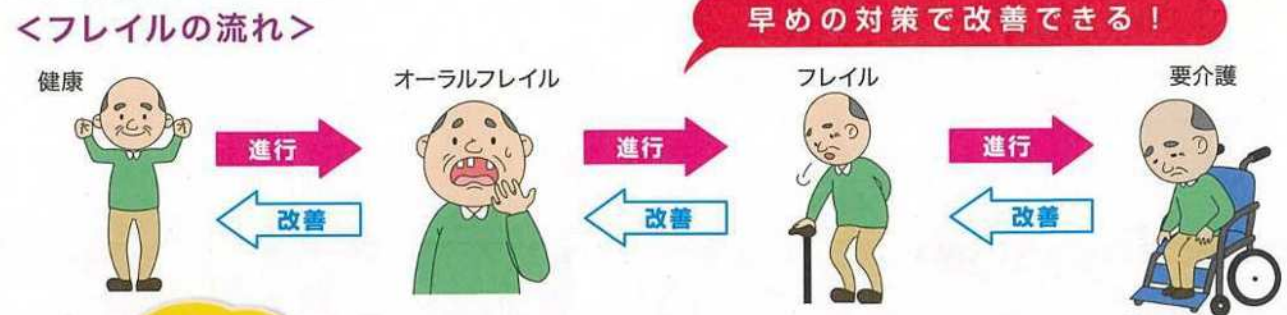 <フレイルの流れ>
早めの対策で改善できる！
健康
オーラルフレイル
フレイル
要介護
進行
進行
進行
改善
改善
改善